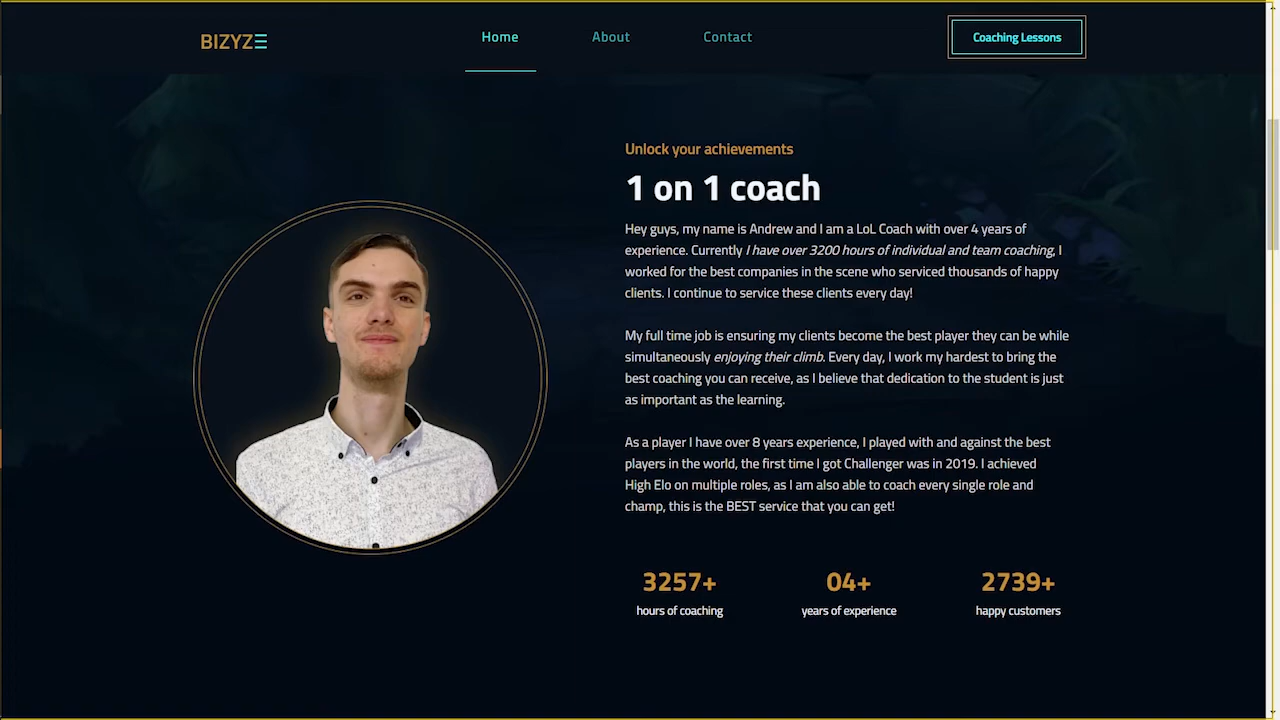 BIZYZΞ
Home
About
Contact
Coaching Lessons
Unlock your achievements
1 on 1 coach
Hey guys, my name is Andrew and I am a LoL Coach with over 4 years of
experience. Currently I have over 3200 hours of individual and team coaching, I
worked for the best companies in the scene who serviced thousands of happy
clients. I continue to service these clients every day!
My full time job is ensuring my clients become the best player they can be while
simultaneously enjoying their climb. Every day, I work my hardest to bring the
best coaching you can receive, as I believe that dedication to the student is just
as important as the learning.
As a player I have over 8 years experience, I played with and against the best
players in the world, the first time I got Challenger was in 2019. I achieved
High Elo on multiple roles, as I am also able to coach every single role and
champ, this is the BEST service that you can get!
3257+
hours of coaching
04+
years of experience
2739+
happy customers